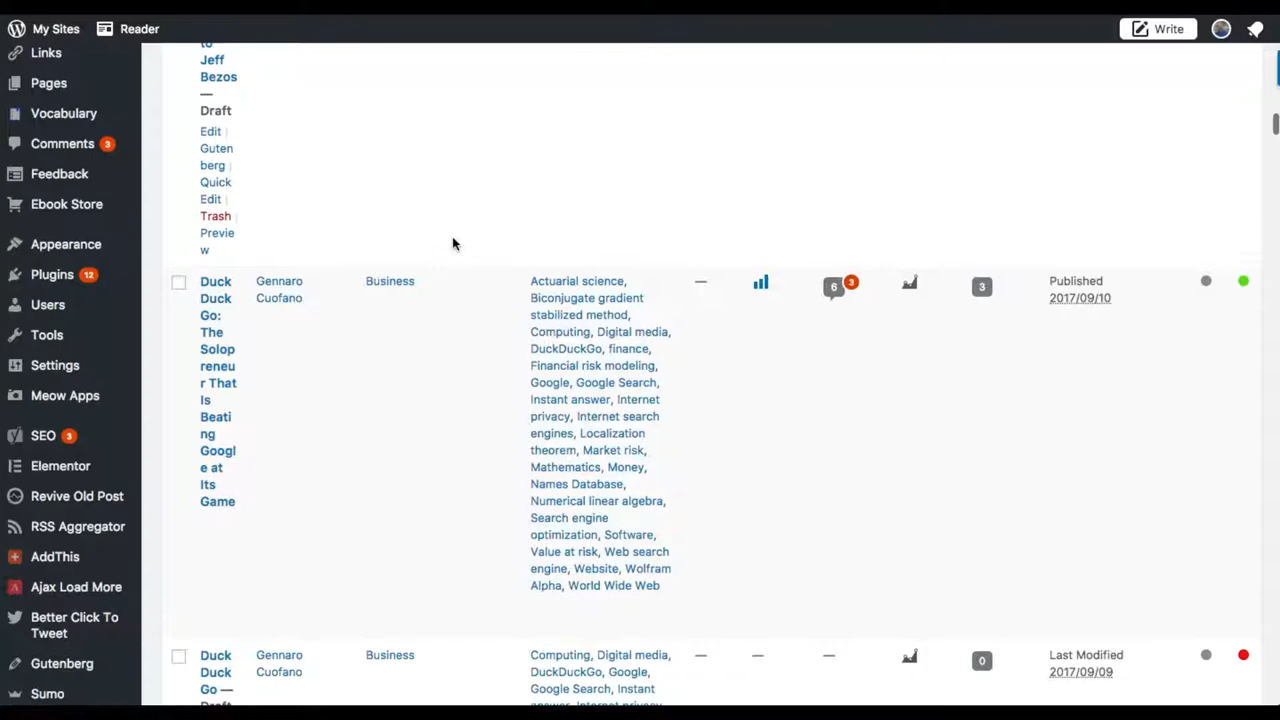 My Sites
Reader
Write
Links
Pages
Vocabulary
Comments 3
Feedback
Ebook Store
Appearance
Plugins 12
Users
Tools
Settings
Meow Apps
SEO 3
Elementor
Revive Old Post
RSS Aggregator
AddThis
Ajax Load More
Better Click To
Tweet
Gutenberg
Sumo
to
Jeff
Bezos
—
Draft
Edit |
Guten
berg |
Quick
Edit |
Trash |
Previe
w
Duck
Duck
Go:
The
Solop
reneu
r That
Is
Beati
ng
Googl
e at
Its
Game
Gennaro
Cuofano
Business
Actuarial science,
Biconjugate gradient
stabilized method,
Computing, Digital media,
DuckDuckGo, finance,
Financial risk modeling,
Google, Google Search,
Instant answer, Internet
privacy, Internet search
engines, Localization
theorem, Market risk,
Mathematics, Money,
Names Database,
Numerical linear algebra,
Search engine
optimization, Software,
Value at risk, Web search
engine, Website, Wolfram
Alpha, World Wide Web
—
6 3
3
Published
2017/09/10
Duck
Duck
Go —
Draft
Gennaro
Cuofano
Business
Computing, Digital media,
DuckDuckGo, Google,
Google Search, Instant
answer, Internet privacy,
—
—
—
0
Last Modified
2017/09/09